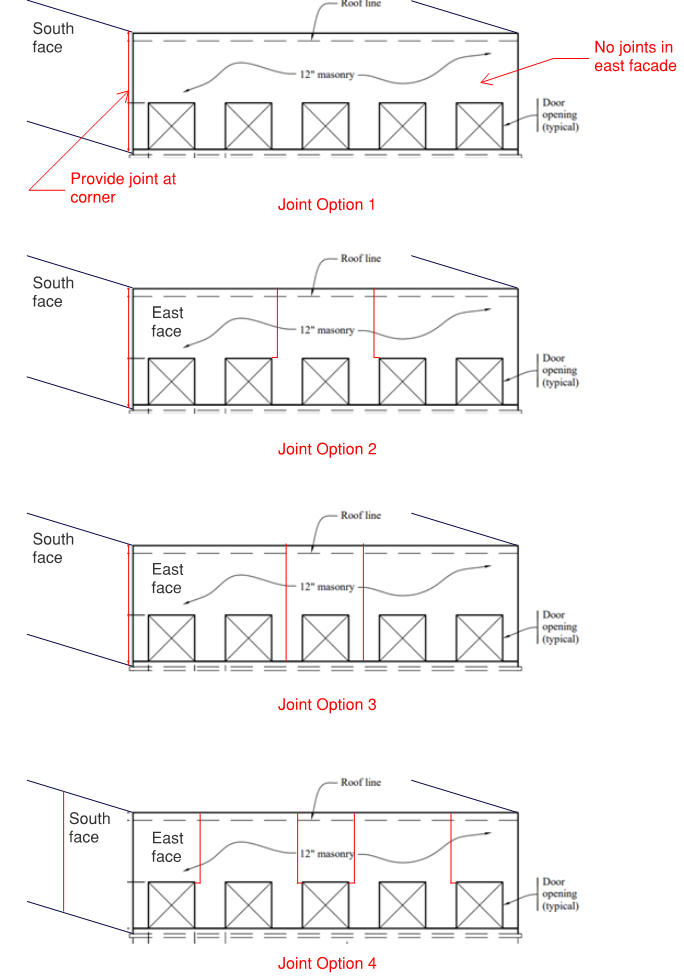 Roof line
South
face
No joints in
east facade
12" masonry
Door
opening
(typical)
Provide joint at
corner
Joint Option 1
Roof line
South
face
East
face
12" masonry
Door
opening
(typical)
Joint Option 2
Roof line
South
face
East
face
12" masonry
Door
opening
(typical)
Joint Option 3
Roof line
South
face
East
face
12" masonry
Door
opening
(typical)
Joint Option 4